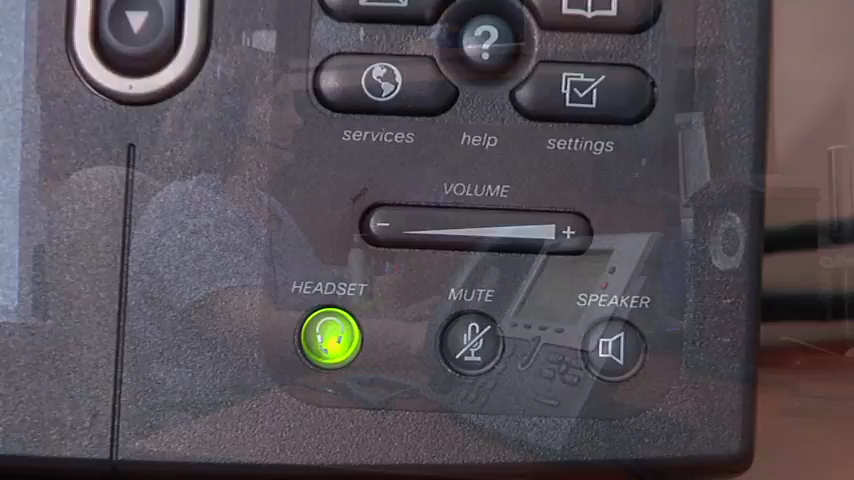 ?
services help settings
VOLUME
- +
HEADSET MUTE SPEAKER